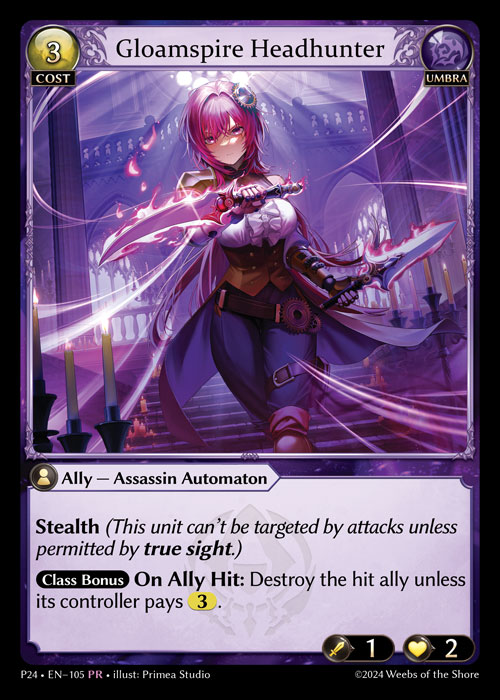 3
COST
Gloamspire Headhunter
UMBRA
Ally — Assassin Automaton
Stealth (This unit can't be targeted by attacks unless
permitted by true sight.)
Class Bonus On Ally Hit: Destroy the hit ally unless
its controller pays 3.
1
2
P24 • EN–105 PR • illust: Primea Studio
©2024 Weebs of the Shore